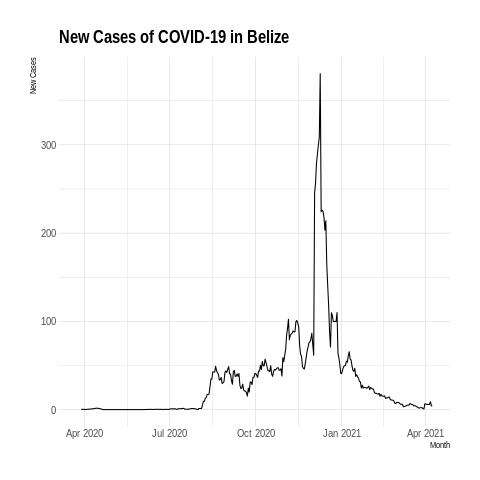 New Cases of COVID-19 in Belize
New Cases
300
200
100
0
Apr 2020 Jul 2020 Oct 2020 Jan 2021 Apr 2021
Month